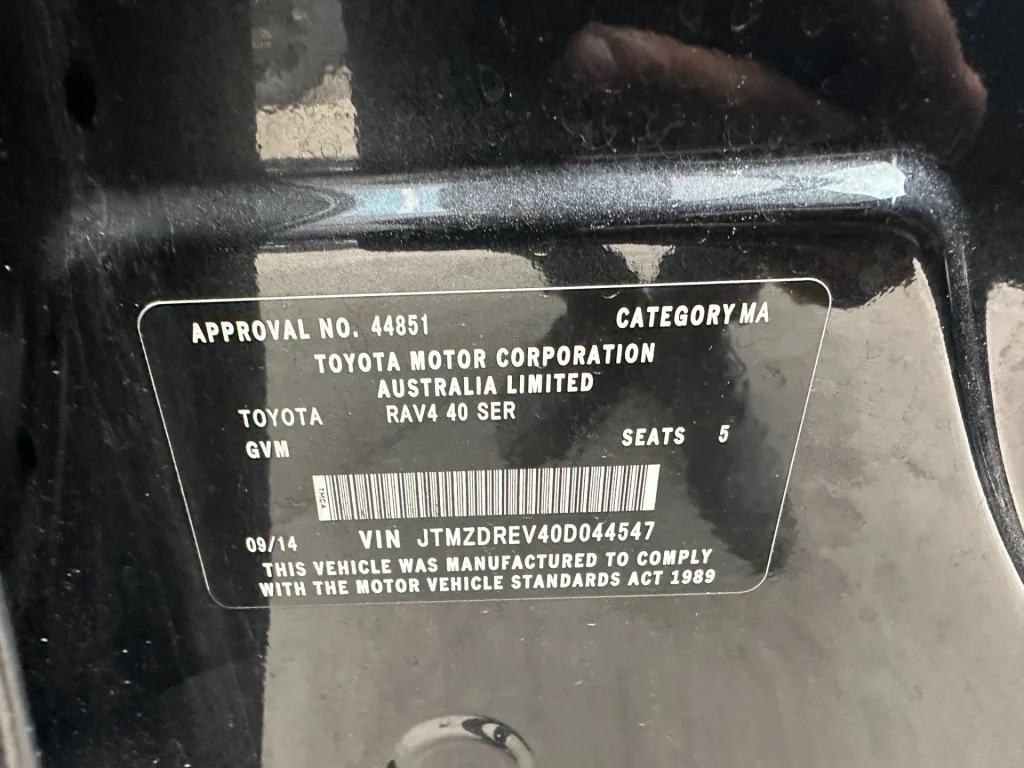 APPROVAL NO. 44851 CATEGORY MA
TOYOTA MOTOR CORPORATION
AUSTRALIA LIMITED
TOYOTA RAV4 40 SER
GVM SEATS 5
TMCA
09/14 VIN JTMZDREV40D044547
THIS VEHICLE WAS MANUFACTURED TO COMPLY
WITH THE MOTOR VEHICLE STANDARDS ACT 1989